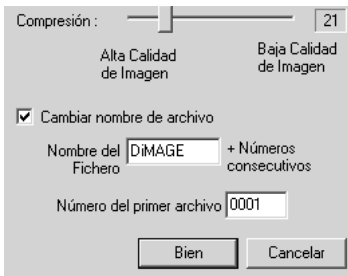 Compresión : 21
Alta Calidad de Imagen
Baja Calidad de Imagen
Cambiar nombre de archivo
Nombre del Fichero DiMAGE + Números consecutivos
Número del primer archivo 0001
Bien Cancelar